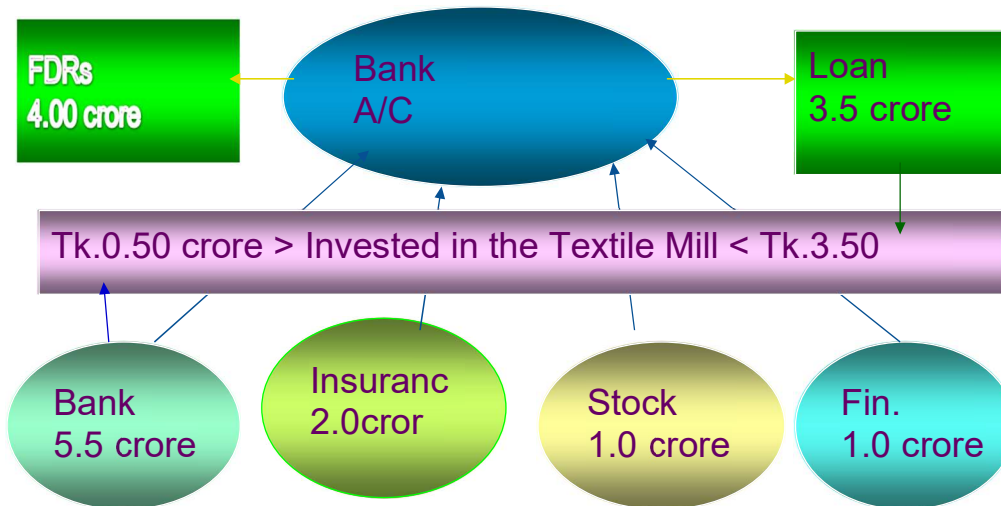 FDRs
4.00 crore
Bank
A/C
Loan
3.5 crore
Tk.0.50 crore > Invested in the Textile Mill < Tk.3.50
Bank
5.5 crore
Insuranc
2.0cror
Stock
1.0 crore
Fin.
1.0 crore